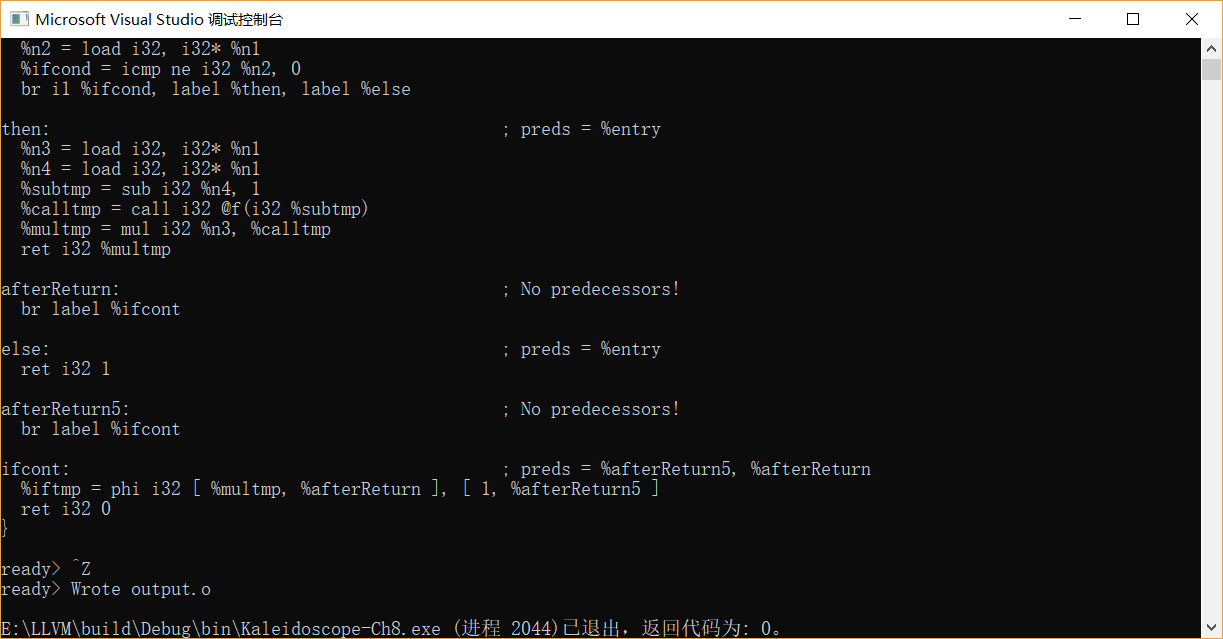 Microsoft Visual Studio 调试控制台
%n2 = load i32, i32* %n1
%ifcond = icmp ne i32 %n2, 0
br i1 %ifcond, label %then, label %else
then: ; preds = %entry
%n3 = load i32, i32* %n1
%n4 = load i32, i32* %n1
%subtmp = sub i32 %n4, 1
%calltmp = call i32 @f(i32 %subtmp)
%multmp = mul i32 %n3, %calltmp
ret i32 %multmp
afterReturn: ; No predecessors!
br label %ifcont
else: ; preds = %entry
ret i32 1
afterReturn5: ; No predecessors!
br label %ifcont
ifcont: ; preds = %afterReturn5, %afterReturn
%iftmp = phi i32 [ %multmp, %afterReturn ], [ 1, %afterReturn5 ]
ret i32 0
}
ready> ^Z
ready> Wrote output.o
E:\LLVM\build\Debug\bin\Kaleidoscope-Ch8.exe (进程 2044)已退出，返回代码为: 0。